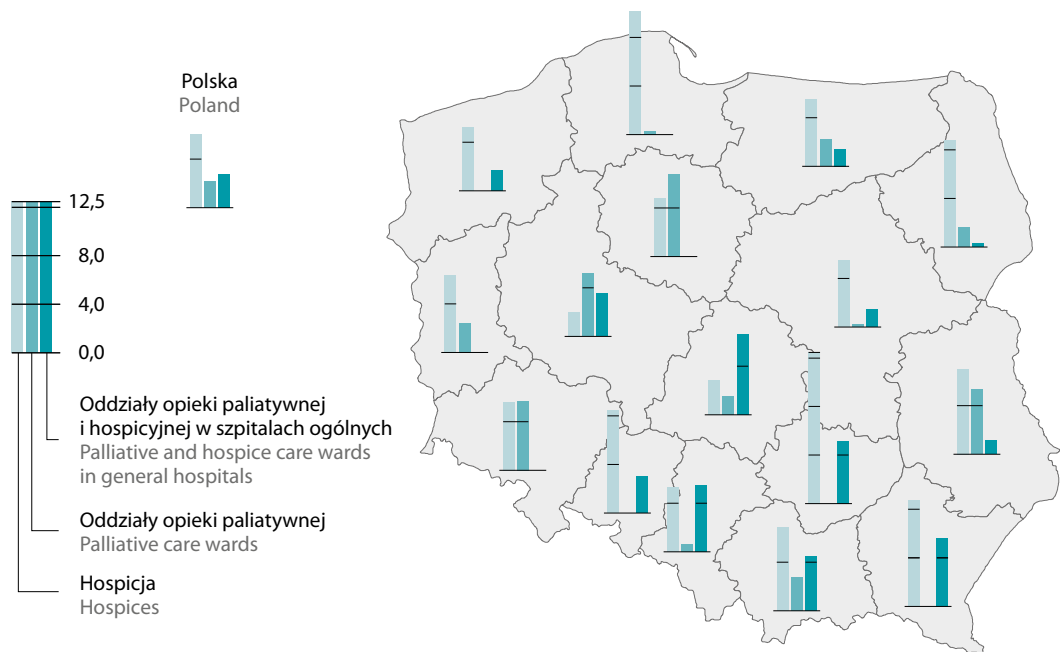 Polska
Poland
12,5
8,0
4,0
0,0
Oddziały opieki paliatywnej
i hospicyjnej w szpitalach ogólnych
Palliative and hospice care wards
in general hospitals
Oddziały opieki paliatywnej
Palliative care wards
Hospicja
Hospices